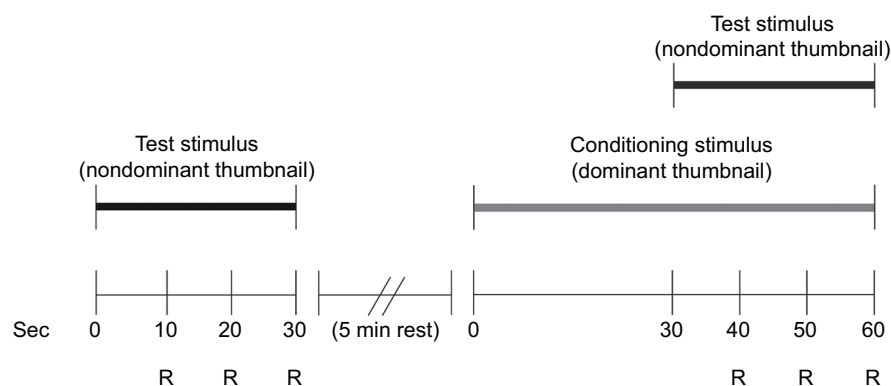 Test stimulus
(nondominant thumbnail)
Test stimulus
(nondominant thumbnail)
Conditioning stimulus
(dominant thumbnail)
Sec 0 10 20 30 (5 min rest) 0 30 40 50 60
R R R R R R